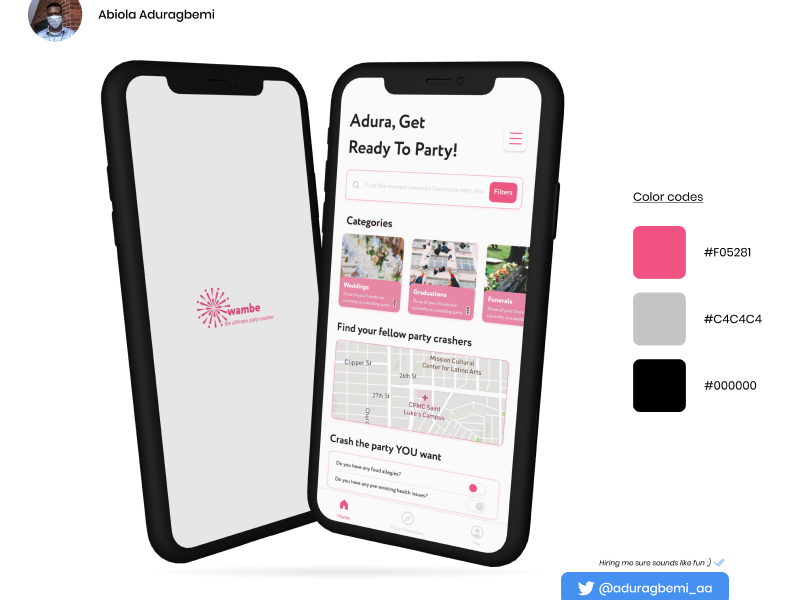 Abiola Aduragbemi
wambe
the ultimate party crasher
Adura, Get
Ready To Party!
Find the nearest owambe locations near you
Filters
Categories
Weddings
Three of your friends are
currently at a wedding party
Graduations
Three of your friends are
currently at a wedding party
Funerals
Three of your friends
currently at a wedd
Find your fellow party crashers
Clipper St
26th St
27th St
Church
Mission Cultural
Center for Latino Arts
CPMC Saint
Luke's Campus
Crash the party YOU want
Do you have any food allegies?
Do you have any pre-existing health issues?
Home
Me
Color codes
#F05281
#C4C4C4
#000000
Hiring me sure sounds like fun ;)
@aduragbemi_aa